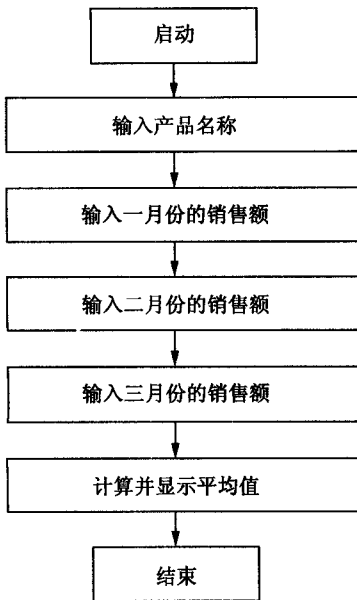 启动
输入产品名称
输入一月份的销售额
输入二月份的销售额
输入三月份的销售额
计算并显示平均值
结束